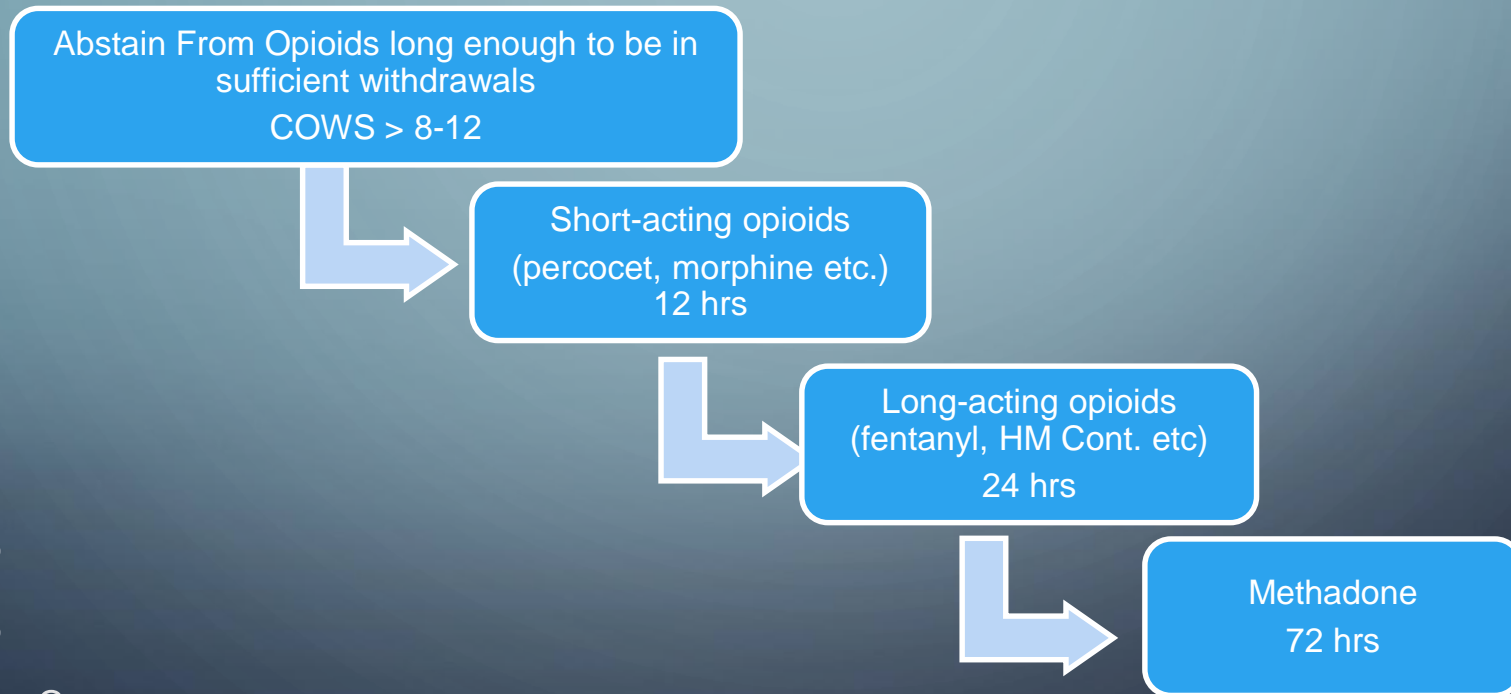 Abstain From Opioids long enough to be in
sufficient withdrawals
COWS > 8-12
Short-acting opioids
(percocet, morphine etc.)
12 hrs
Long-acting opioids
(fentanyl, HM Cont. etc)
24 hrs
Methadone
72 hrs